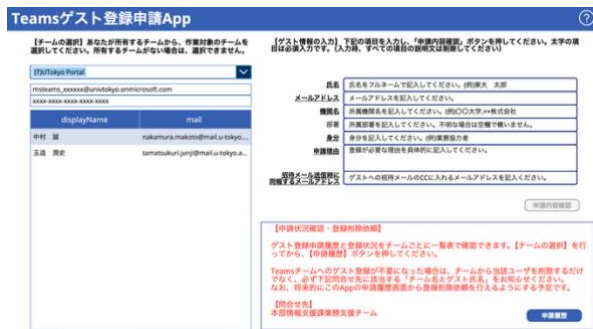 Teamsゲスト登録申請App
?
【チームの選択】あなたが所有するチームから、作業対象のチームを
選択してください。所有するチームがない場合は、選択できません。
(T)UTokyo Portal
msteams_xxxxxx@univtokyo.onmicrosoft.com
xxxx-xxxx-xxxx-xxxx-xxxx
displayName mail
中村 誠 nakamura.makoto@mail.u-tokyo....
玉造 潤史 tamatsukuri.junji@mail.u-tokyo.a...
【ゲスト情報の入力】下記の項目を入力し、「申請内容確認」ボタンを押してください。太字の項
目は必須入力です。(入力時、すべての項目の説明文は削除してください)
氏名 氏名をフルネームで記入してください。(例)東大 太郎
メールアドレス メールアドレスを記入してください。
機関名 所属機関名を記入してください。(例)〇〇大学,××株式会社
部署 所属部署を記入してください。不明な場合は空欄で構いません。
身分 身分を記入してください。(例)業務協力者
申請理由 登録が必要な理由を具体的に記入してください。
招待メール送信時に
同報するメールアドレス ゲストへの招待メールのCCに入れるメールアドレスを記入ください。
申請内容確認
【申請状況確認・登録削除依頼】
ゲスト登録申請履歴と登録状況をチームごとに一覧表で確認できます。【チームの選択】を行
ってから、【申請履歴】ボタンを押してください。
Teamsチームへのゲスト登録が不要になった場合は、チームから当該ユーザを削除するだけ
でなく、必ず下記問合せ先に該当する「チーム名とゲスト氏名」をお知らせください。
なお、将来的にこのAppの申請履歴画面から登録削除依頼を行えるようにする予定です。
【問合せ先】
本部情報支援課業務支援チーム
申請履歴